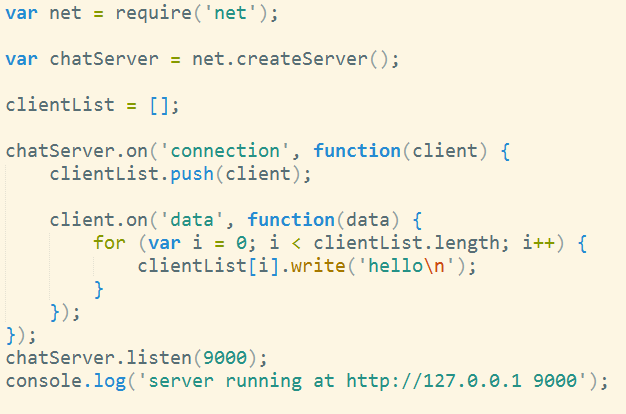 var net = require('net');
var chatServer = net.createServer();
clientList = [];
chatServer.on('connection', function(client) {
    clientList.push(client);
    client.on('data', function(data) {
        for (var i = 0; i < clientList.length; i++) {
            clientList[i].write('hello\n');
        }
    });
});
chatServer.listen(9000);
console.log('server running at http://127.0.0.1 9000');